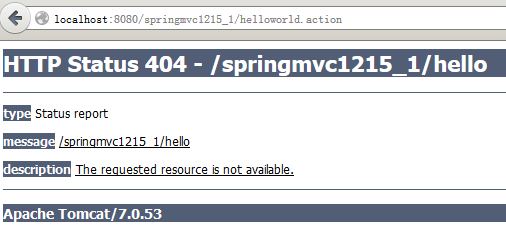 localhost:8080/springmvc1215_1/helloworld.action
HTTP Status 404 - /springmvc1215_1/hello
type Status report
message /springmvc1215_1/hello
description The requested resource is not available.
Apache Tomcat/7.0.53